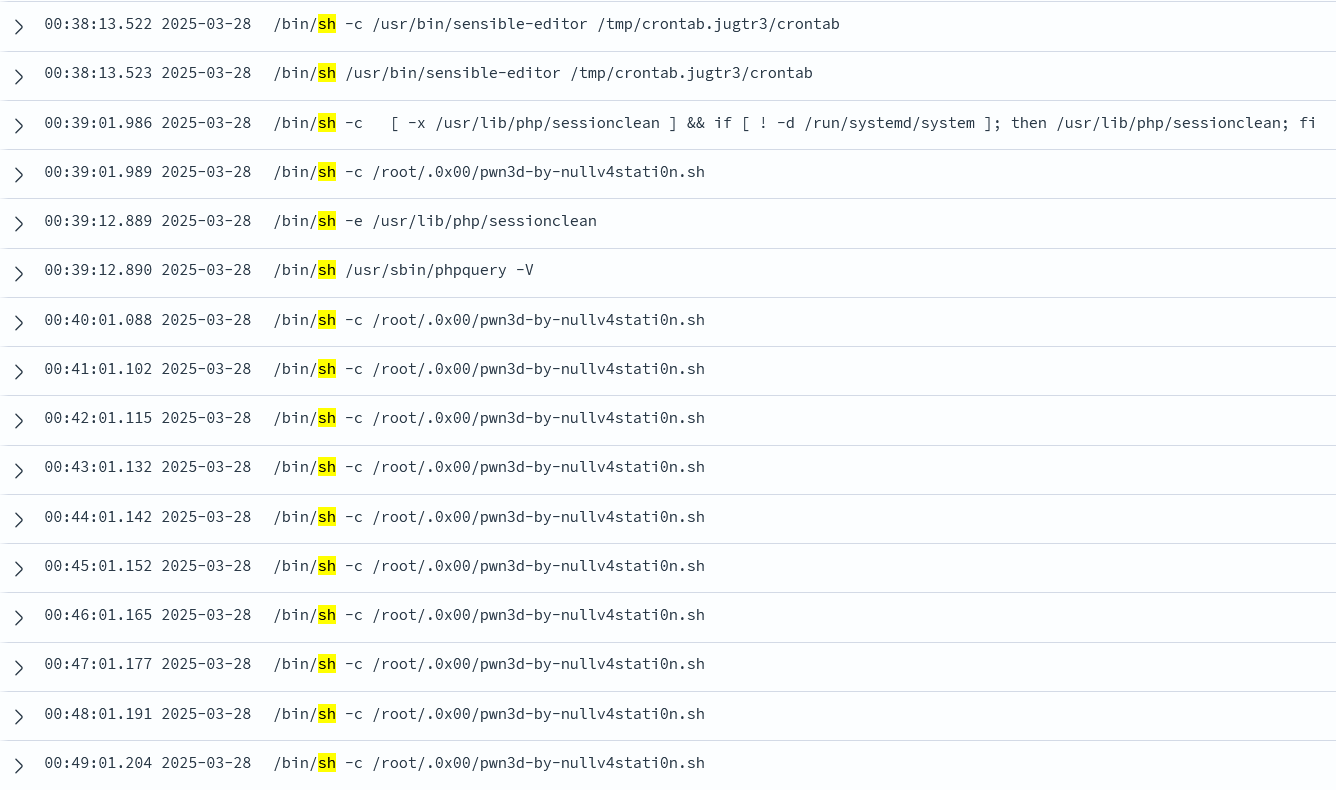 00:38:13.522 2025-03-28 /bin/sh -c /usr/bin/sensible-editor /tmp/crontab.jugtr3/crontab
00:38:13.523 2025-03-28 /bin/sh /usr/bin/sensible-editor /tmp/crontab.jugtr3/crontab
00:39:01.986 2025-03-28 /bin/sh -c   [ -x /usr/lib/php/sessionclean ] && if [ ! -d /run/systemd/system ]; then /usr/lib/php/sessionclean; fi
00:39:01.989 2025-03-28 /bin/sh -c /root/.0x00/pwn3d-by-nullv4stati0n.sh
00:39:12.889 2025-03-28 /bin/sh -e /usr/lib/php/sessionclean
00:39:12.890 2025-03-28 /bin/sh /usr/sbin/phpquery -V
00:40:01.088 2025-03-28 /bin/sh -c /root/.0x00/pwn3d-by-nullv4stati0n.sh
00:41:01.102 2025-03-28 /bin/sh -c /root/.0x00/pwn3d-by-nullv4stati0n.sh
00:42:01.115 2025-03-28 /bin/sh -c /root/.0x00/pwn3d-by-nullv4stati0n.sh
00:43:01.132 2025-03-28 /bin/sh -c /root/.0x00/pwn3d-by-nullv4stati0n.sh
00:44:01.142 2025-03-28 /bin/sh -c /root/.0x00/pwn3d-by-nullv4stati0n.sh
00:45:01.152 2025-03-28 /bin/sh -c /root/.0x00/pwn3d-by-nullv4stati0n.sh
00:46:01.165 2025-03-28 /bin/sh -c /root/.0x00/pwn3d-by-nullv4stati0n.sh
00:47:01.177 2025-03-28 /bin/sh -c /root/.0x00/pwn3d-by-nullv4stati0n.sh
00:48:01.191 2025-03-28 /bin/sh -c /root/.0x00/pwn3d-by-nullv4stati0n.sh
00:49:01.204 2025-03-28 /bin/sh -c /root/.0x00/pwn3d-by-nullv4stati0n.sh